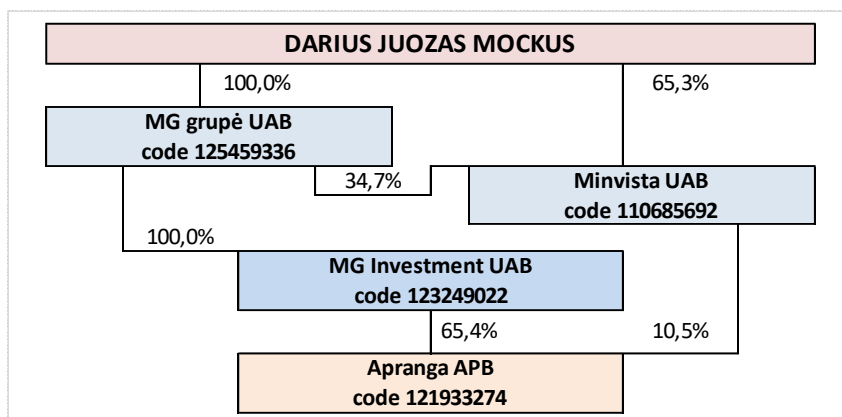 DARIUS JUOZAS MOCKUS
100,0%
65,3%
MG grupė UAB
code 125459336
34,7%
Minvista UAB
code 110685692
100,0%
MG Investment UAB
code 123249022
65,4%
10,5%
Apranga APB
code 121933274